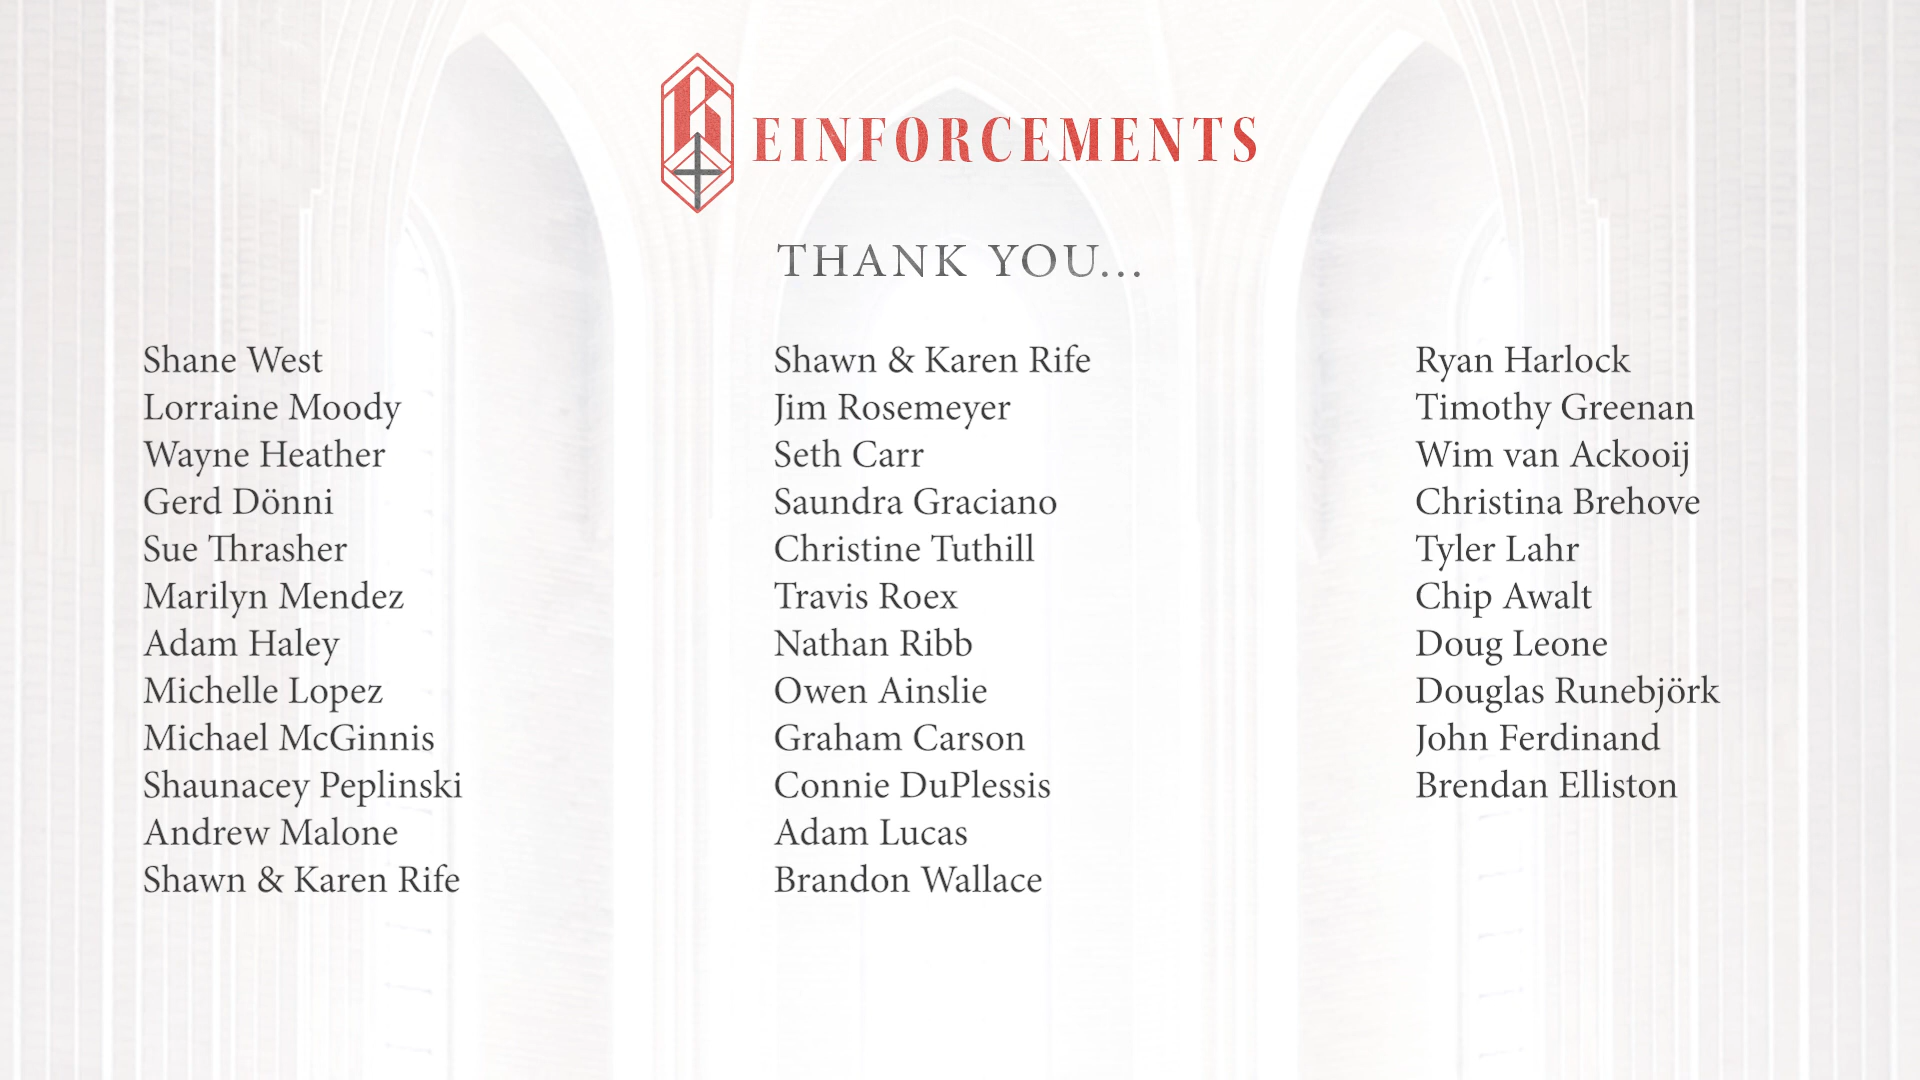 REINFORCEMENTS
THANK YOU...
Shane West
Lorraine Moody
Wayne Heather
Gerd Dönni
Sue Thrasher
Marilyn Mendez
Adam Haley
Michelle Lopez
Michael McGinnis
Shaunacey Peplinski
Andrew Malone
Shawn & Karen Rife
Shawn & Karen Rife
Jim Rosemeyer
Seth Carr
Saundra Graciano
Christine Tuthill
Travis Roex
Nathan Ribb
Owen Ainslie
Graham Carson
Connie DuPlessis
Adam Lucas
Brandon Wallace
Ryan Harlock
Timothy Greenan
Wim van Ackooij
Christina Brehove
Tyler Lahr
Chip Awalt
Doug Leone
Douglas Runebjörk
John Ferdinand
Brendan Elliston